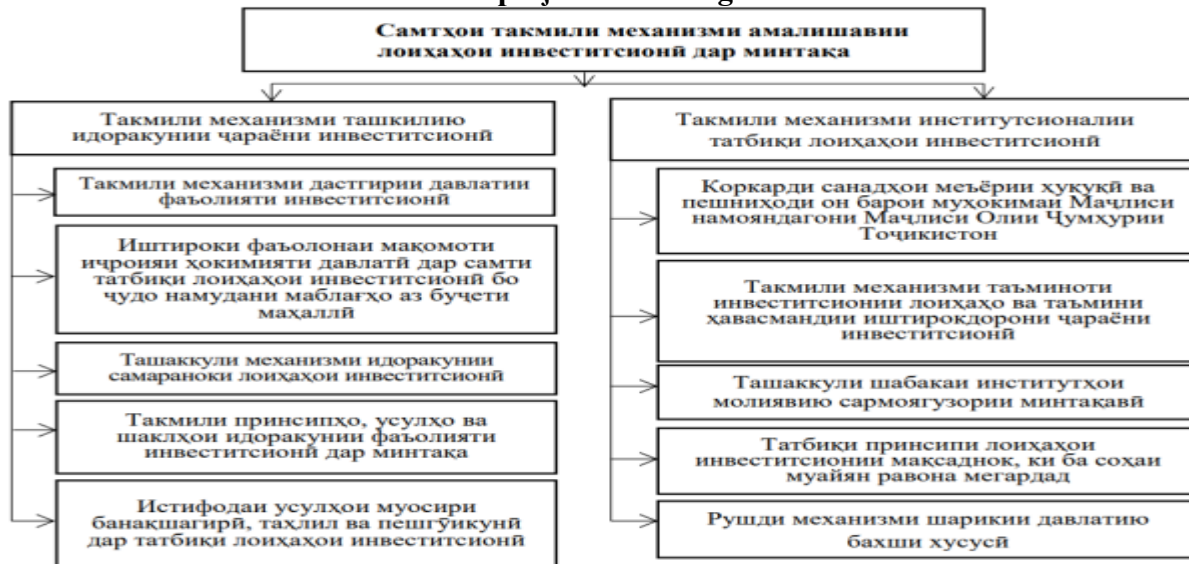 Самтҳои такмили механизми амалишавии
лоиҳаҳои инвеститсионӣ дар минтақа
Такмили механизми ташкилию
идоракунии ҷараёни инвеститсионӣ
Такмили механизми дастгирии давлатии
фаъолияти инвеститсионӣ
Иштироки фаъолонаи мақомоти
иҷроияи ҳокимияти давлатӣ дар самти
татбиқи лоиҳаҳои инвеститсионӣ бо
ҷудо намудани маблағҳо аз буҷети
маҳаллӣ
Ташаккули механизми идоракунии
самараноки лоиҳаҳои инвеститсионӣ
Такмили принсипҳо, усулҳо ва
шаклҳои идоракунии фаъолияти
инвеститсионӣ дар минтақа
Истифодаи усулҳои муосири
банақшагирӣ, таҳлил ва пешгӯикунӣ
дар татбиқи лоиҳаҳои инвеститсионӣ
Такмили механизми институтсионалии
татбиқи лоиҳаҳои инвеститсионӣ
Коркарди санадҳои меъёрии ҳуқуқӣ ва
пешниҳоди он барои муҳокимаи Маҷлиси
намояндагони Маҷлиси Олии Ҷумҳурии
Тоҷикистон
Такмили механизми таъминоти
инвеститсионии лоиҳаҳо ва таъмини
ҳавасмандии иштирокдорони ҷараёни
инвеститсионӣ
Ташаккули шабакаи институтҳои
молиявию сармоягузории минтақавӣ
Татбиқи принсипи лоиҳаҳои
инвеститсионии мақсаднок, ки ба соҳаи
муайян равона мегардад
Рушди механизми шарикии давлатию
бахши хусусӣ